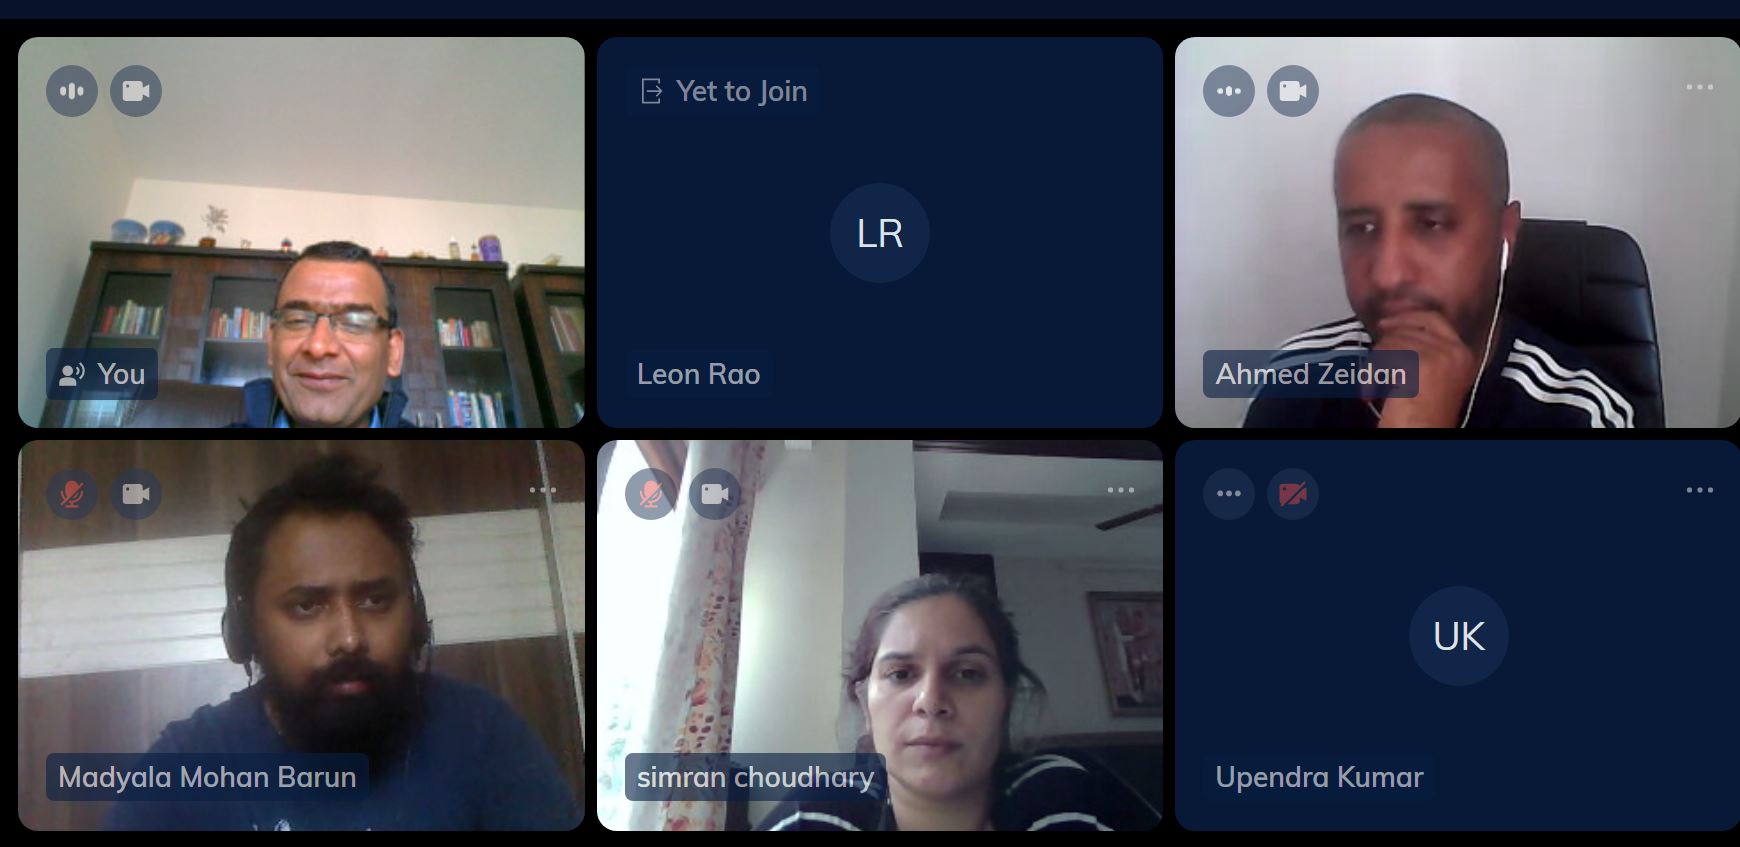 Yet to Join
LR
You
Leon Rao
Ahmed Zeidan
UK
Madyala Mohan Barun
simran choudhary
Upendra Kumar